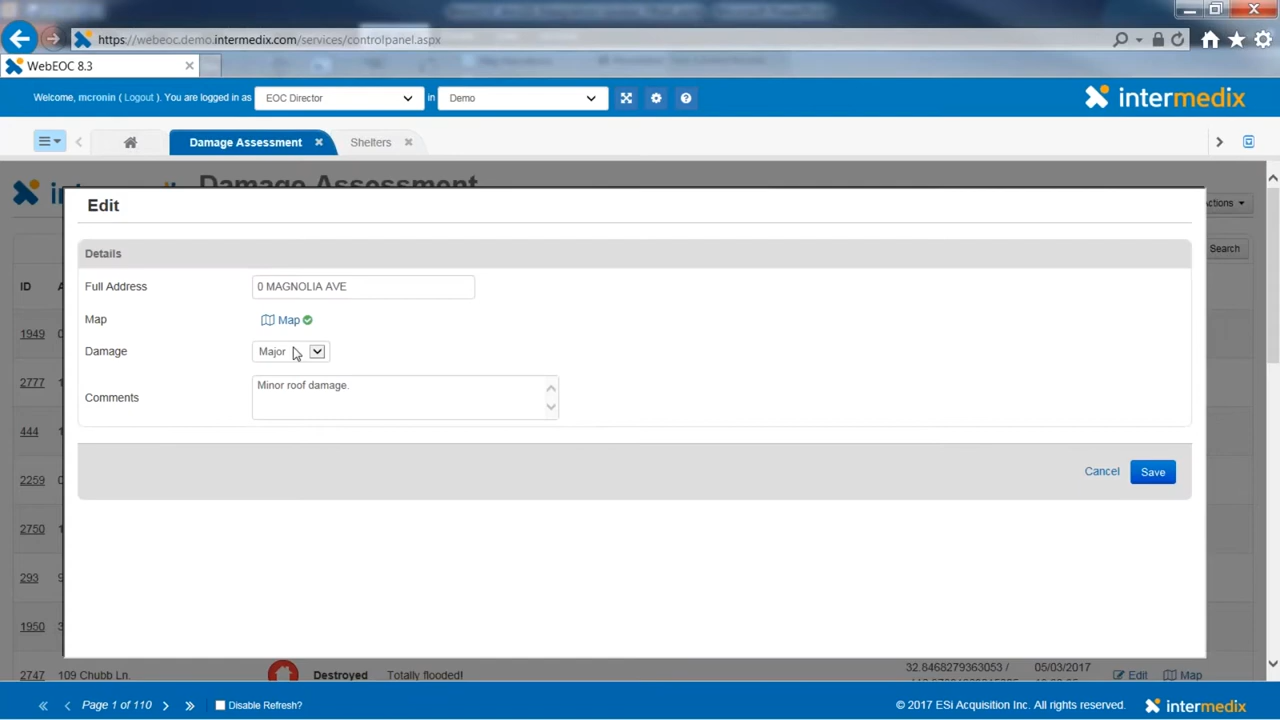 https://webeoc.demo.intermedix.com/services/controlpanel.aspx
WebEOC 8.3
Welcome, mcronin ( Logout ). You are logged in as EOC Director in Demo
intermedix
Damage Assessment Shelters
Damage Assessment
Edit
Actions
Details
Search
Full Address 0 MAGNOLIA AVE
ID
Map Map
1949
Damage Major
2777
Comments Minor roof damage.
444
Cancel Save
2259
2750
293
1950
2747 109 Chubb Ln. Destroyed Totally flooded! 32.8468279363053 / 05/03/2017 Edit Map
Page 1 of 110 Disable Refresh? © 2017 ESi Acquisition Inc. All rights reserved. intermedix